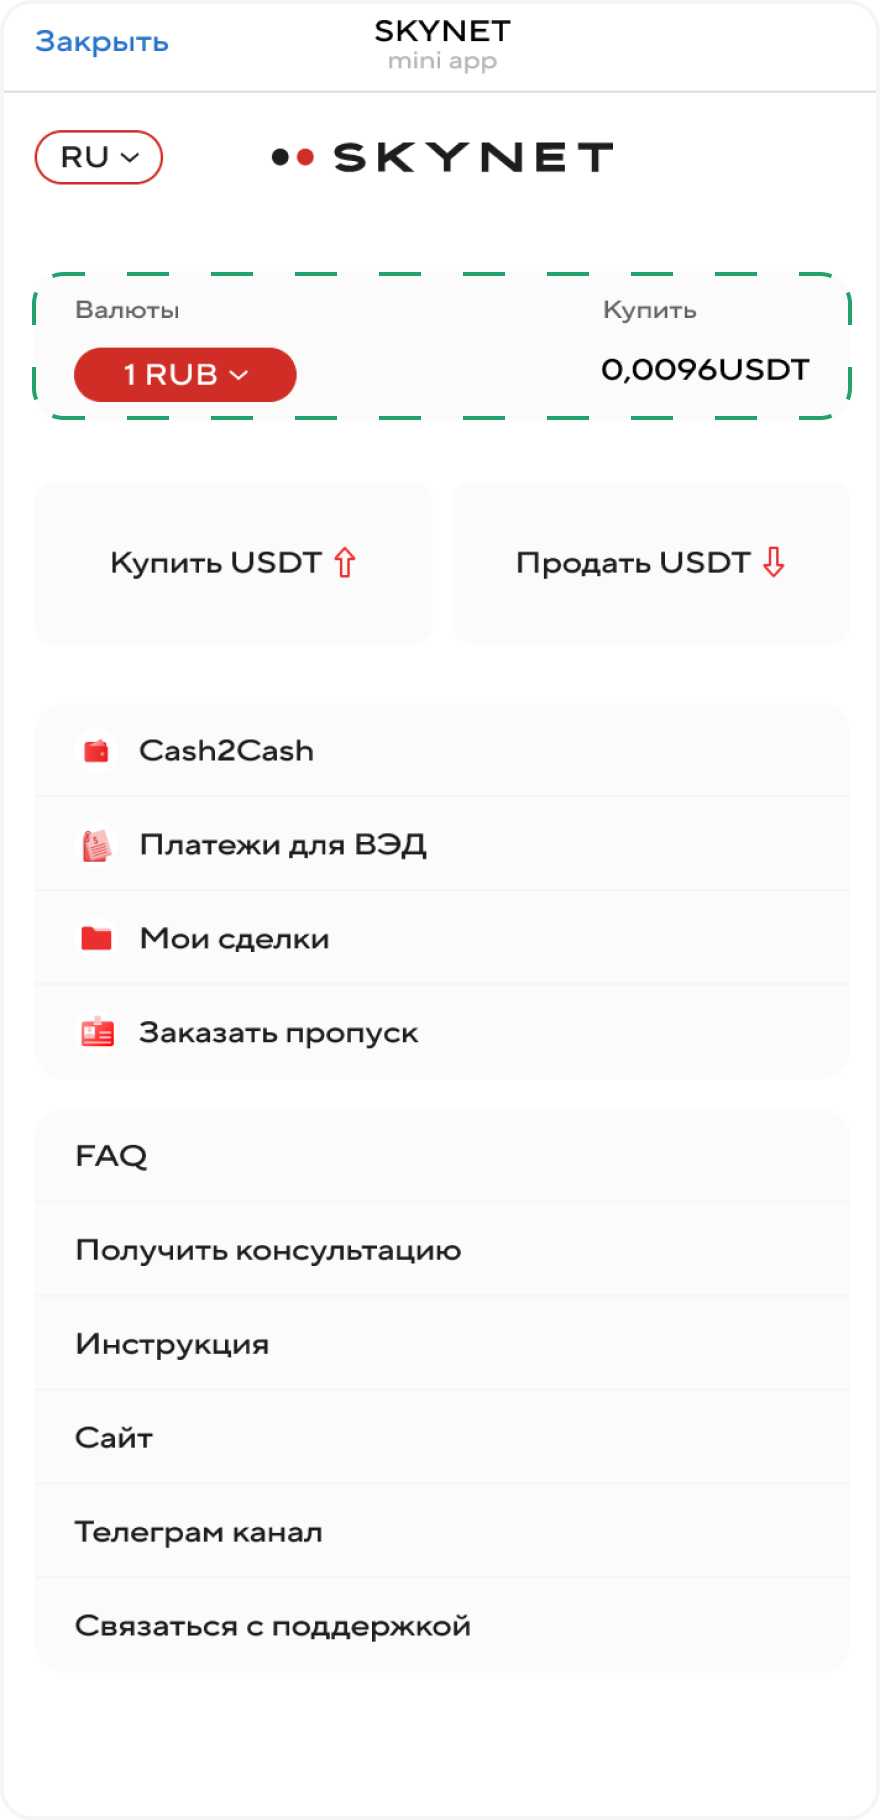 Закрыть
SKYNET
mini app
RU
SKYNET
Валюты
Купить
1 RUB
0,0096USDT
Купить USDT
Продать USDT
Cash2Cash
Платежи для ВЭД
Мои сделки
Заказать пропуск
FAQ
Получить консультацию
Инструкция
Сайт
Телеграм канал
Связаться с поддержкой